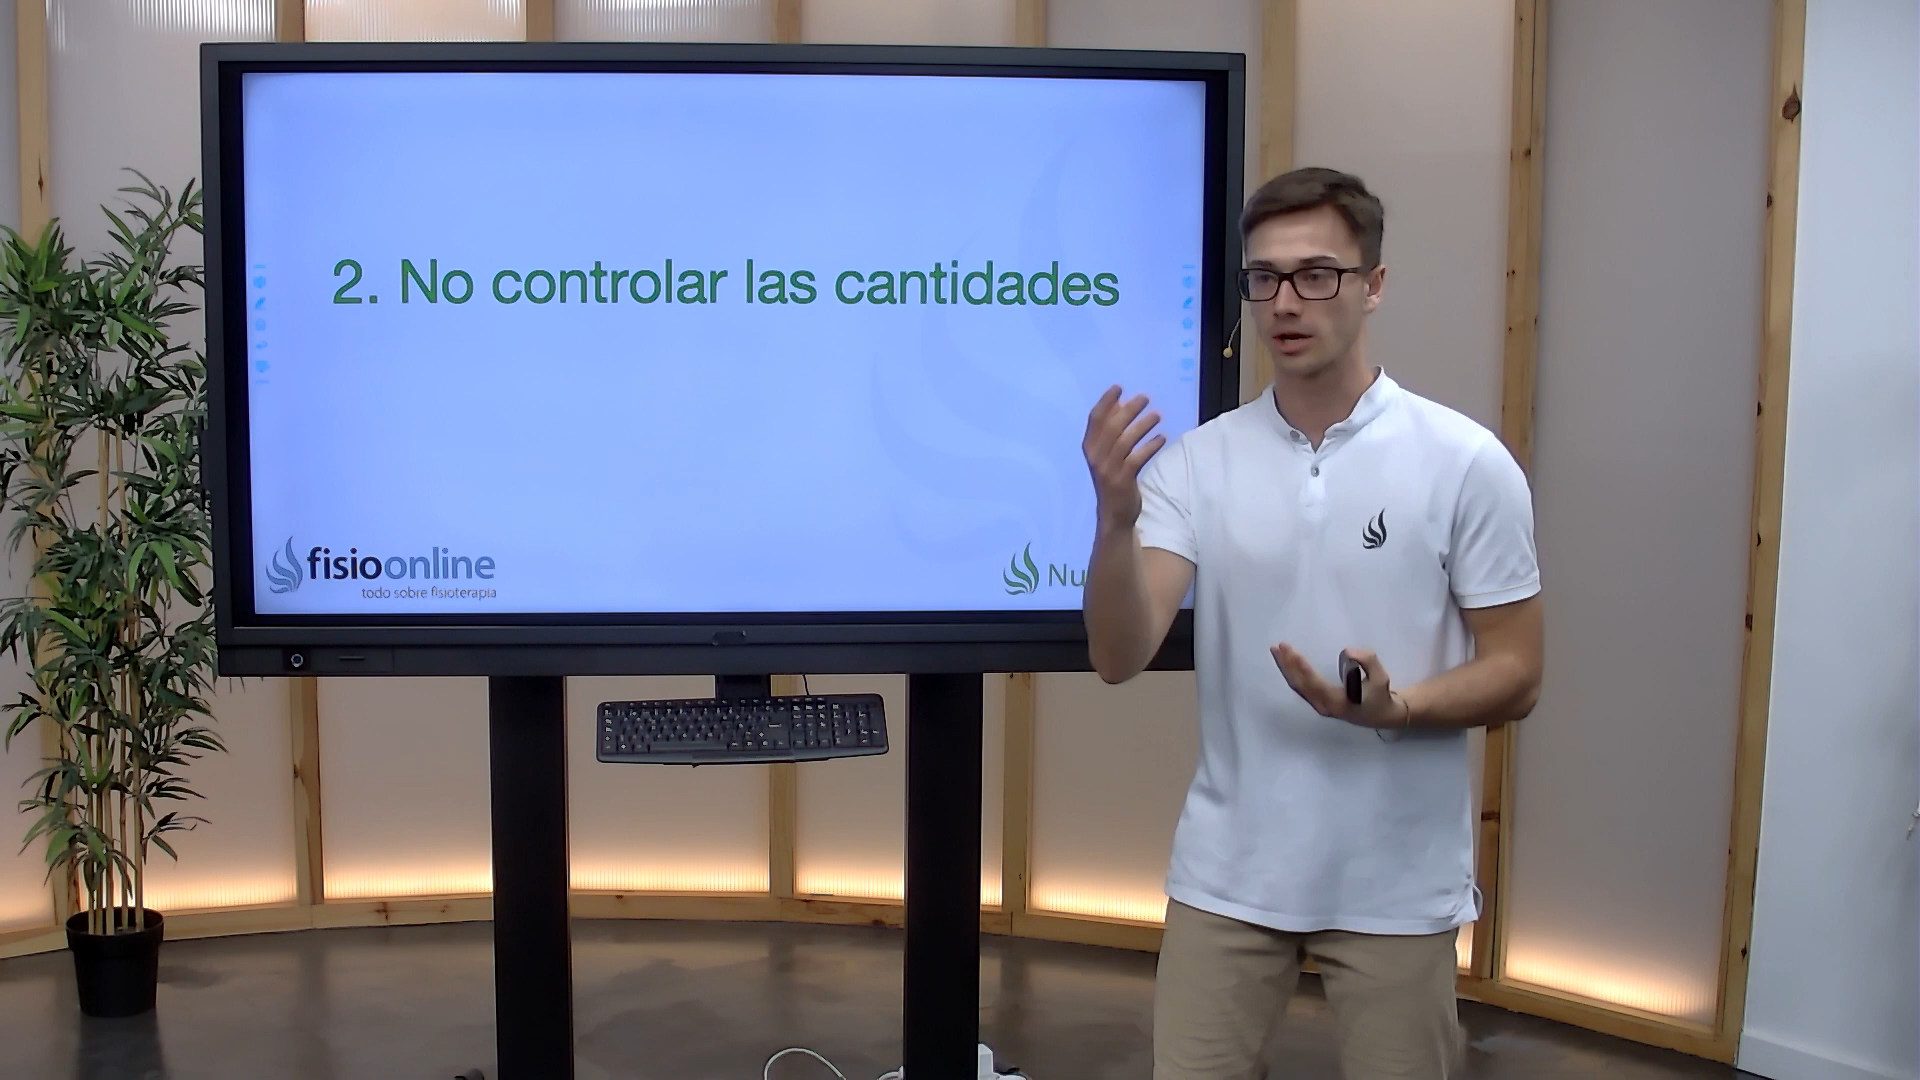 2. No controlar las cantidades
fisioonline
todo sobre fisioterapia
Nu